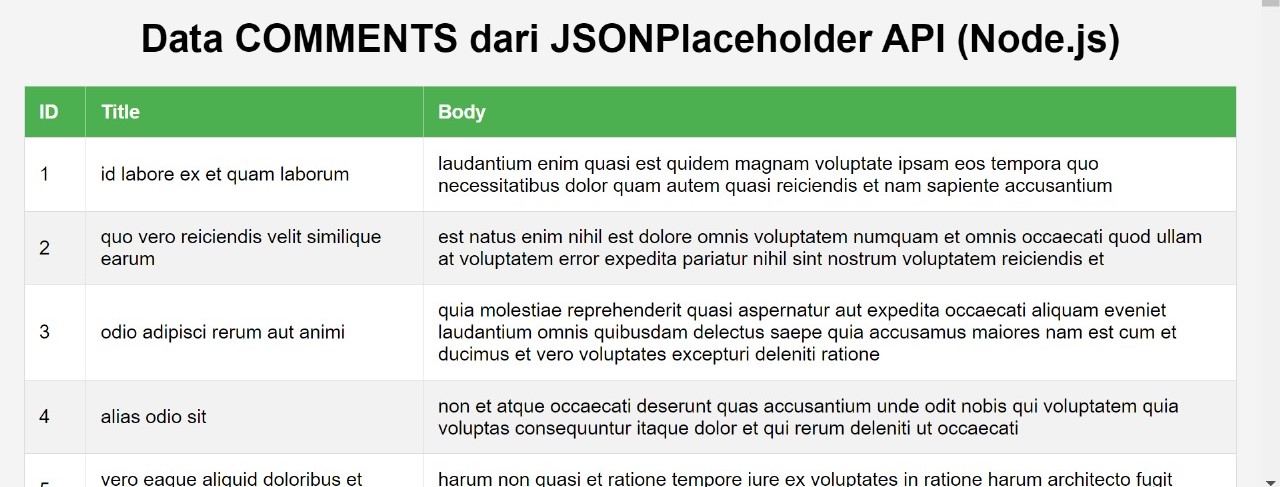 Data COMMENTS dari JSONPlaceholder API (Node.js)
ID Title Body
1 id labore ex et quam laborum laudantium enim quasi est quidem magnam voluptate ipsam eos tempora quo
necessitatibus dolor quam autem quasi reiciendis et nam sapiente accusantium
2 quo vero reiciendis velit similique est natus enim nihil est dolore omnis voluptatem numquam et omnis occaecati quod ullam
earum at voluptatem error expedita pariatur nihil sint nostrum voluptatem reiciendis et
quia molestiae reprehenderit quasi aspernatur aut expedita occaecati aliquam eveniet
3 odio adipisci rerum aut animi laudantium omnis quibusdam delectus saepe quia accusamus maiores nam est cum et
ducimus et vero voluptates excepturi deleniti ratione
4 alias odio sit non et atque occaecati deserunt quas accusantium unde odit nobis qui voluptatem quia
voluptas consequuntur itaque dolor et qui rerum deleniti ut occaecati
5 vero eaque aliquid doloribus et harum non quasi et ratione tempore iure ex voluptates in ratione harum architecto fugit